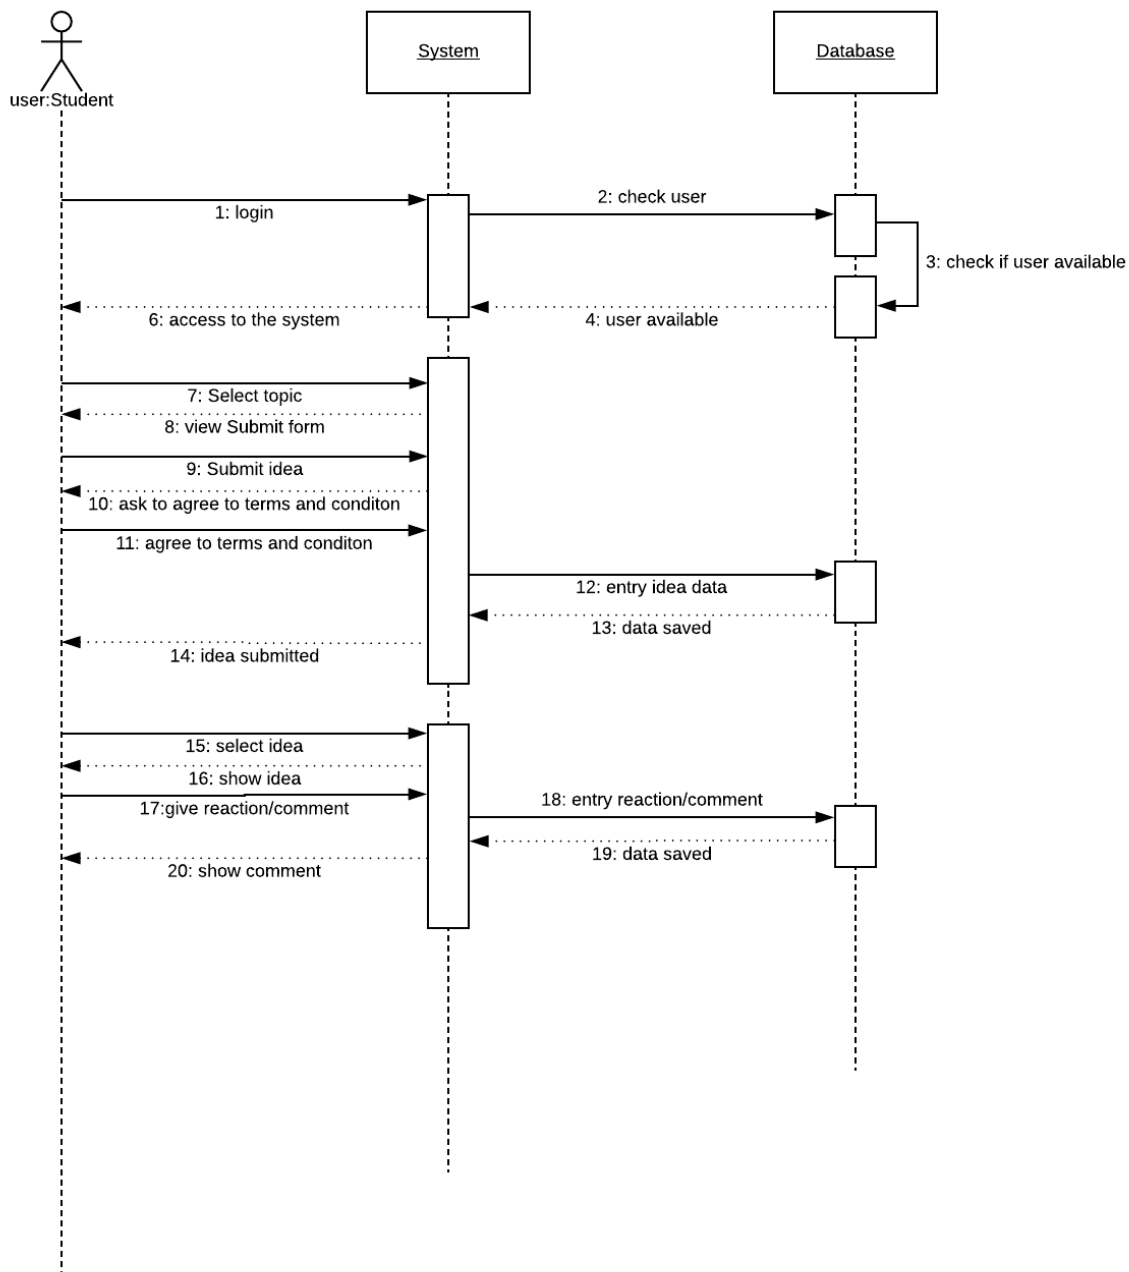 System
Database
user:Student
1: login
2: check user
3: check if user available
4: user available
6: access to the system
7: Select topic
8: view Submit form
9: Submit idea
10: ask to agree to terms and conditon
11: agree to terms and conditon
12: entry idea data
13: data saved
14: idea submitted
15: select idea
16: show idea
17:give reaction/comment
18: entry reaction/comment
19: data saved
20: show comment